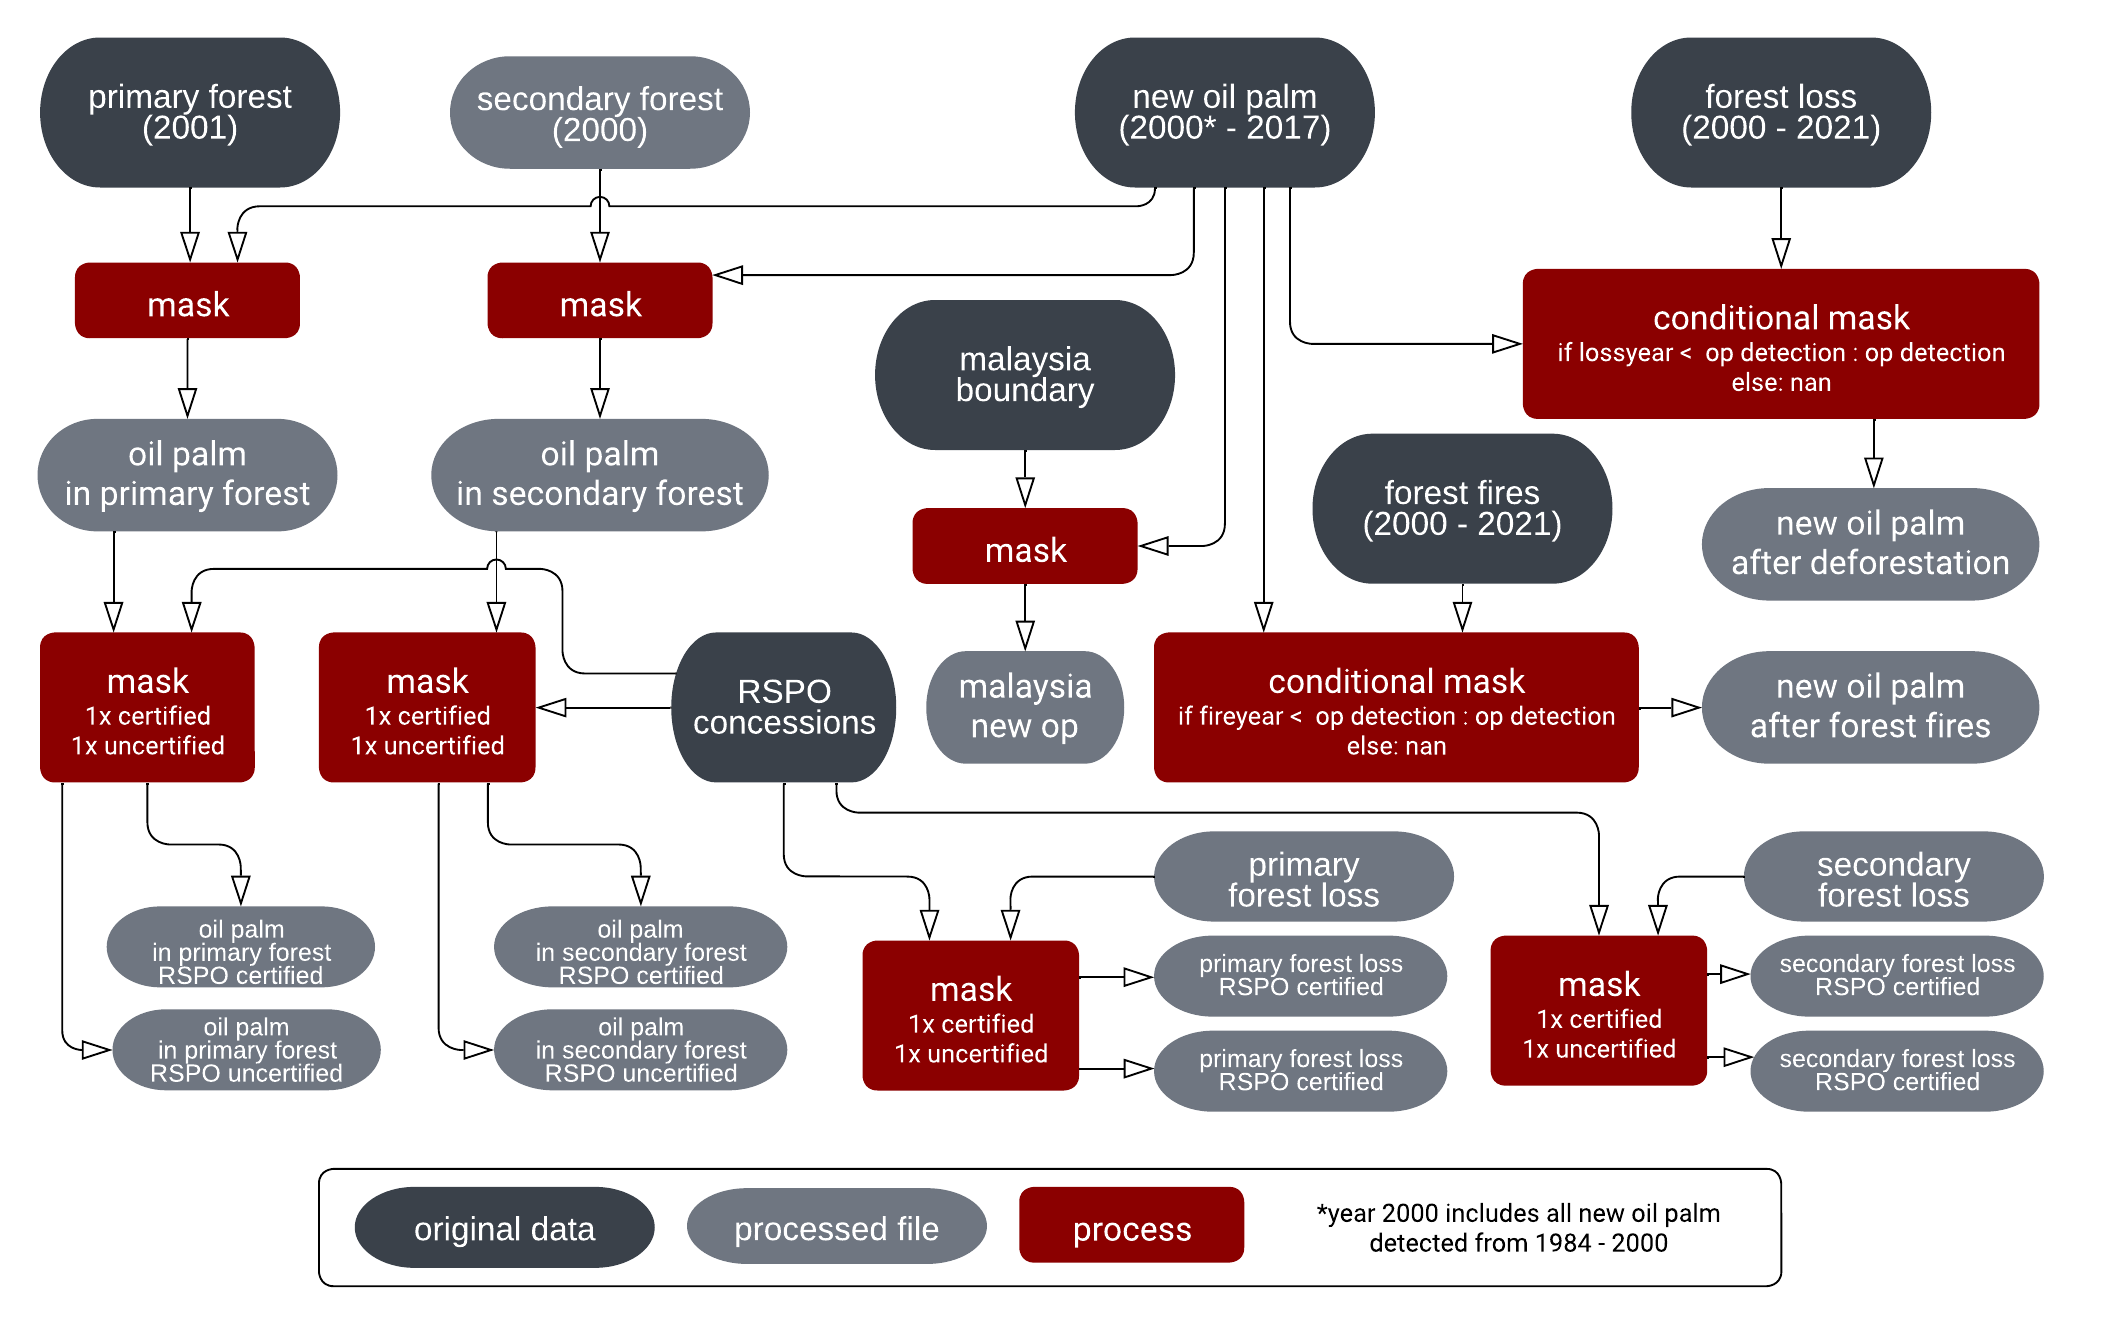 primary forest
(2001)
secondary forest
(2000)
new oil palm
(2000* - 2017)
forest loss
(2000 - 2021)
mask
mask
conditional mask
if lossyear <  op detection : op detection
else: nan
malaysia
boundary
oil palm
in primary forest
oil palm
in secondary forest
forest fires
(2000 - 2021)
new oil palm
after deforestation
mask
mask
1x certified
1x uncertified
mask
1x certified
1x uncertified
RSPO
concessions
malaysia
new op
conditional mask
if fireyear <  op detection : op detection
else: nan
new oil palm
after forest fires
primary
forest loss
secondary
forest loss
oil palm
in primary forest
RSPO certified
oil palm
in secondary forest
RSPO certified
mask
1x certified
1x uncertified
primary forest loss
RSPO certified
mask
1x certified
1x uncertified
secondary forest loss
RSPO certified
oil palm
in primary forest
RSPO uncertified
oil palm
in secondary forest
RSPO uncertified
primary forest loss
RSPO certified
secondary forest loss
RSPO certified
original data
processed file
process
*year 2000 includes all new oil palm
detected from 1984 - 2000